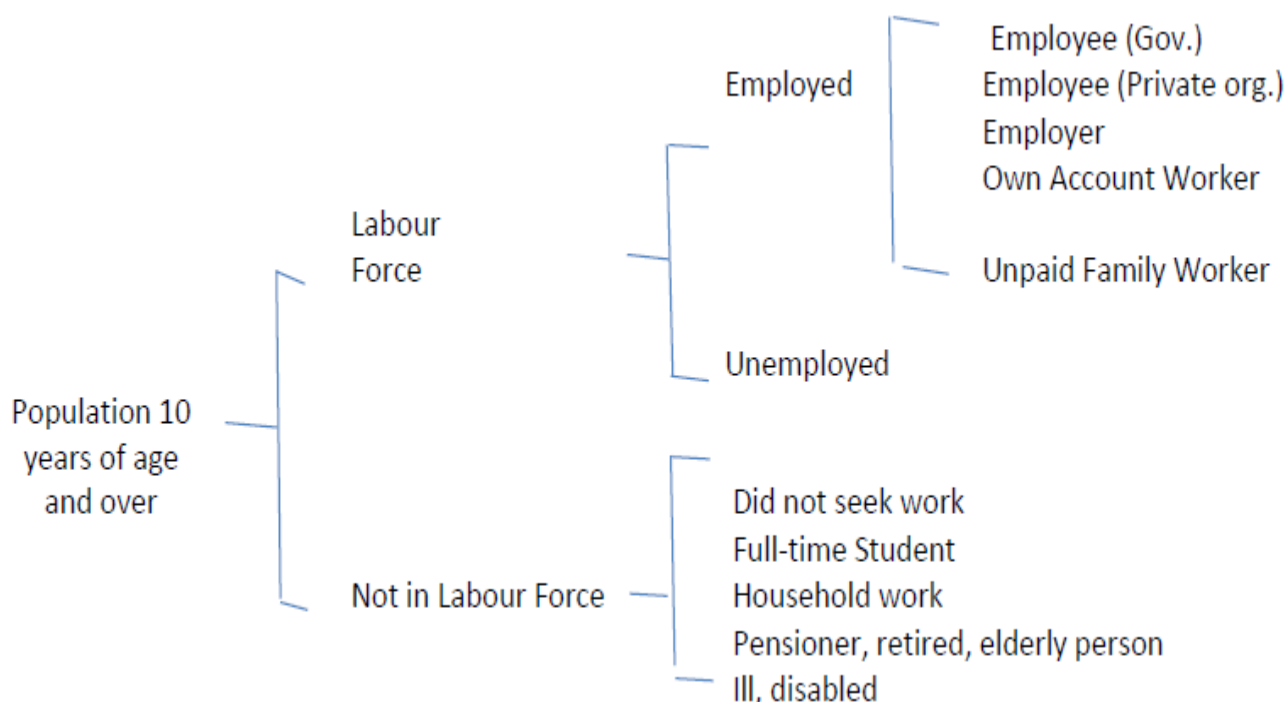 Employee (Gov.)
Employed
Employee (Private org.)
Employer
Own Account Worker
Labour
Force
Unpaid Family Worker
Unemployed
Population 10
years of age
and over
Did not seek work
Full-time Student
Not in Labour Force
Household work
Pensioner, retired, elderly person
Ill, disabled